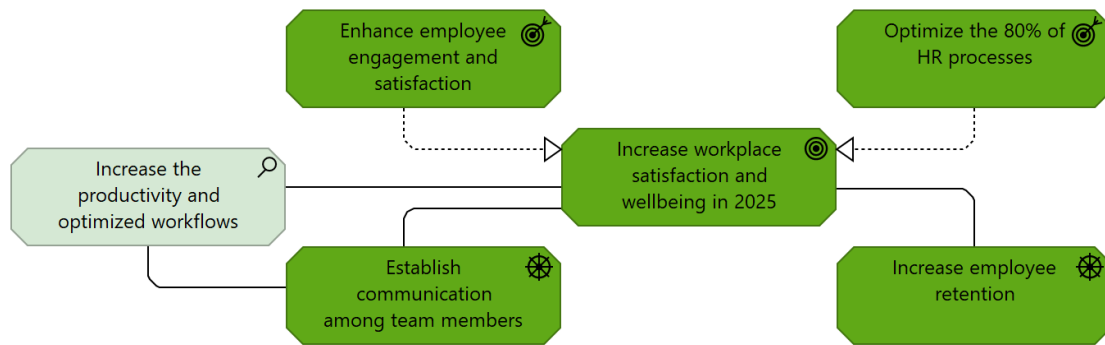 Enhance employee
engagement and
satisfaction
Optimize the 80% of
HR processes
Increase workplace
satisfaction and
wellbeing in 2025
Increase the
productivity and
optimized workflows
Establish
communication
among team members
Increase employee
retention